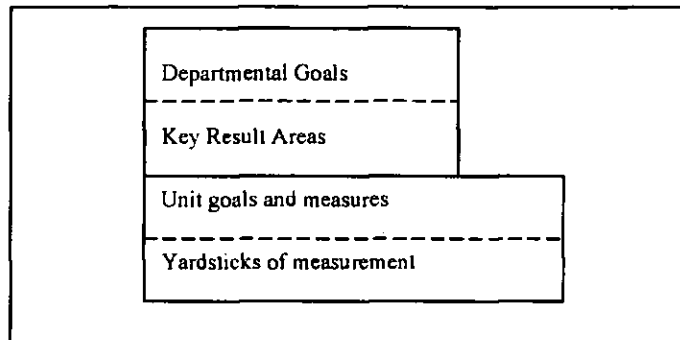 Departmental Goals
Key Result Areas
Unit goals and measures
Yardsticks of measurement